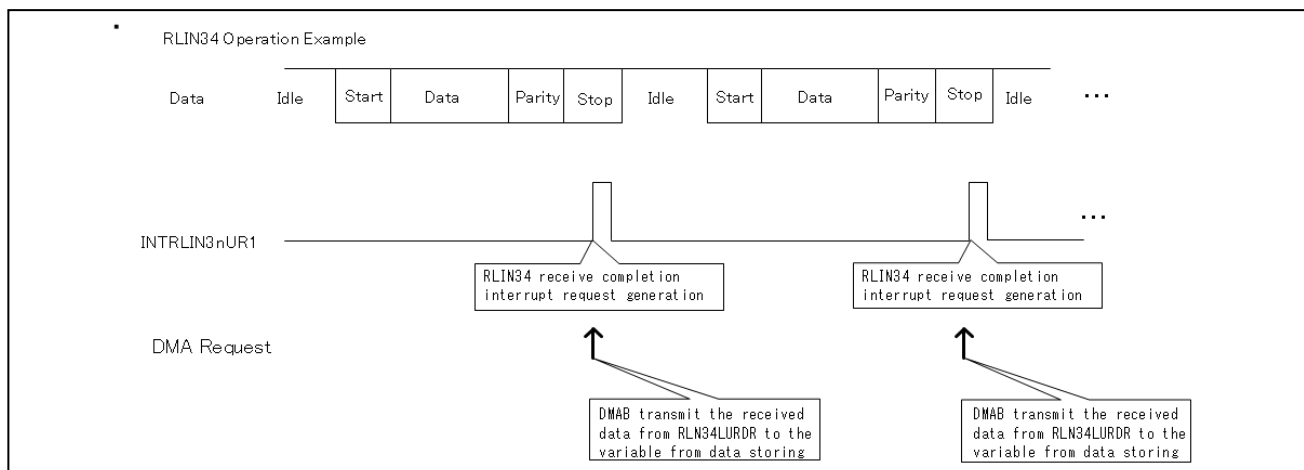 RLIN34 Operation Example
Data Idle Start Data Parity Stop Idle Start Data Parity Stop Idle ...
INTRLIN3nUR1 ...
RLIN34 receive completion
interrupt request generation
RLIN34 receive completion
interrupt request generation
DMA Request
DMAB transmit the received
data from RLN34LURDR to the
variable from data storing
DMAB transmit the received
data from RLN34LURDR to the
variable from data storing